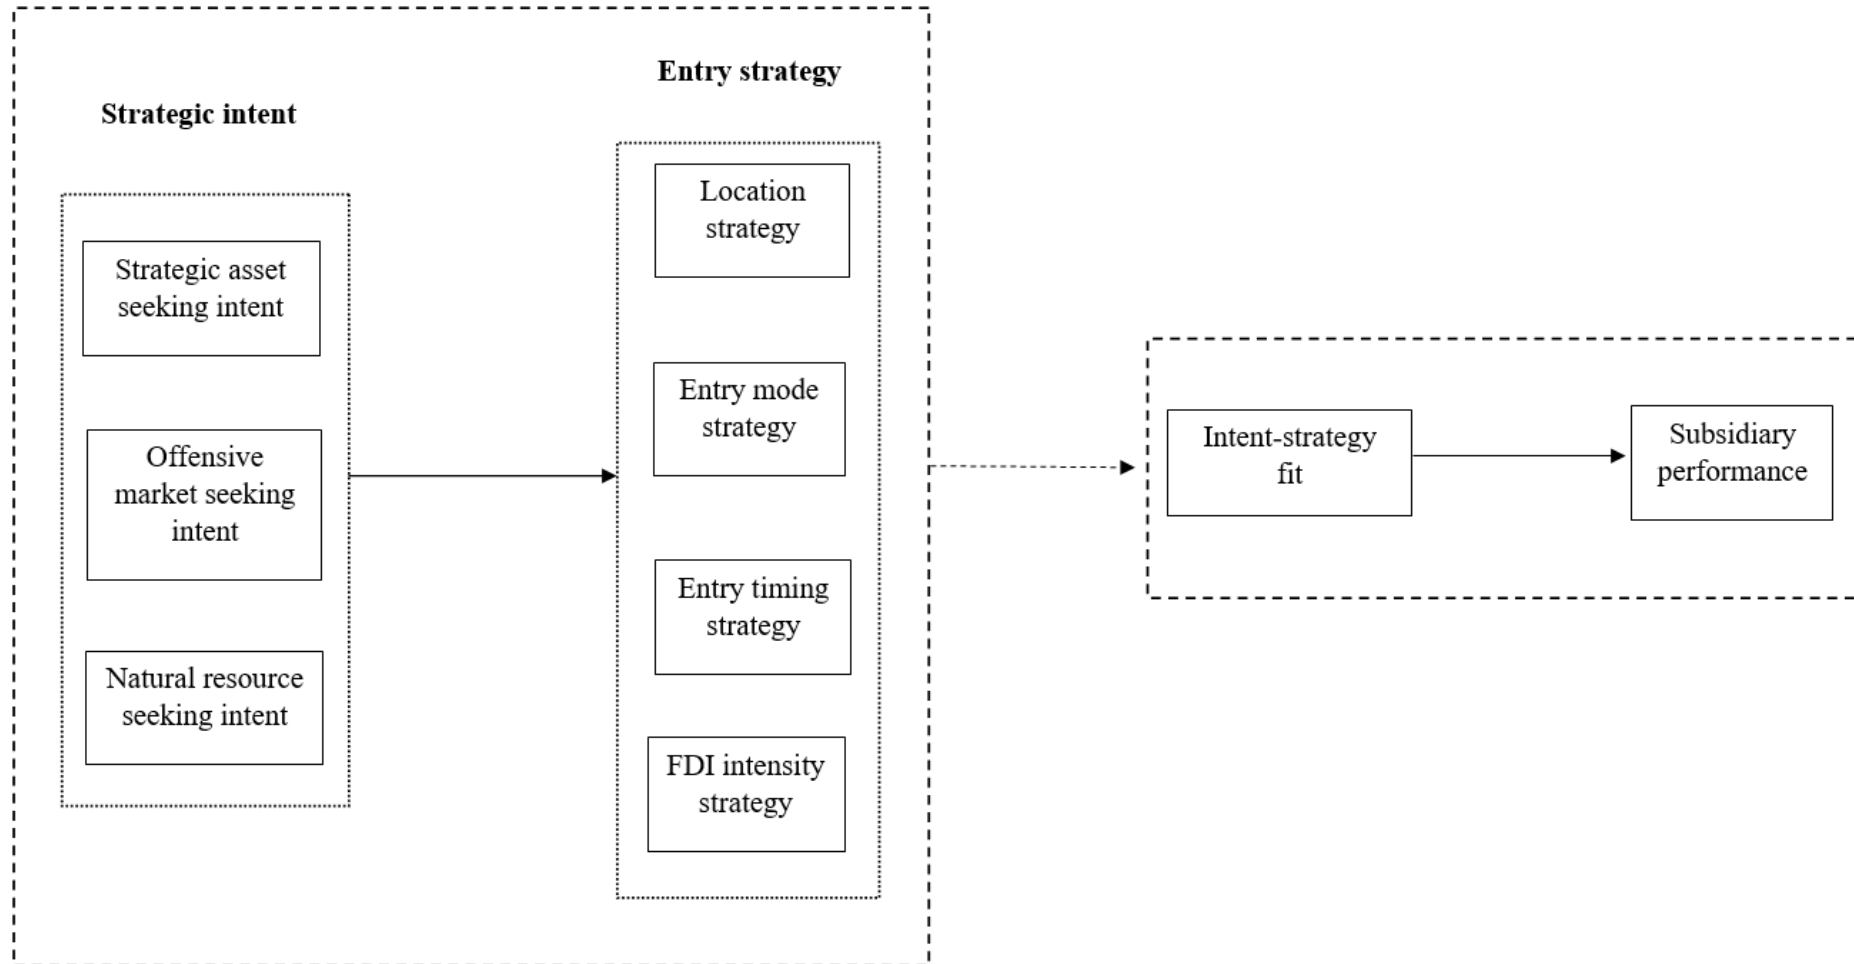 Strategic intent
Strategic asset
seeking intent
Offensive
market seeking
intent
Natural resource
seeking intent
Entry strategy
Location
strategy
Entry mode
strategy
Entry timing
strategy
FDI intensity
strategy
Intent-strategy
fit
Subsidiary
performance